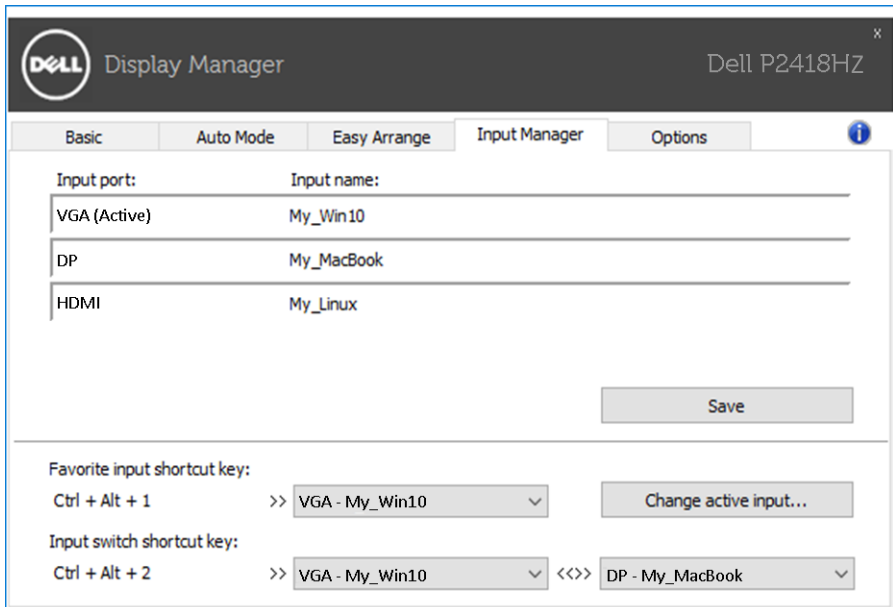 DELL Display Manager Dell P2418HZ x
Basic Auto Mode Easy Arrange Input Manager Options i
Input port: Input name:
VGA (Active) My_Win10
DP My_MacBook
HDMI My_Linux
Save
Favorite input shortcut key:
Ctrl + Alt + 1 >> VGA - My_Win10 Change active input...
Input switch shortcut key:
Ctrl + Alt + 2 >> VGA - My_Win10 <<>> DP - My_MacBook